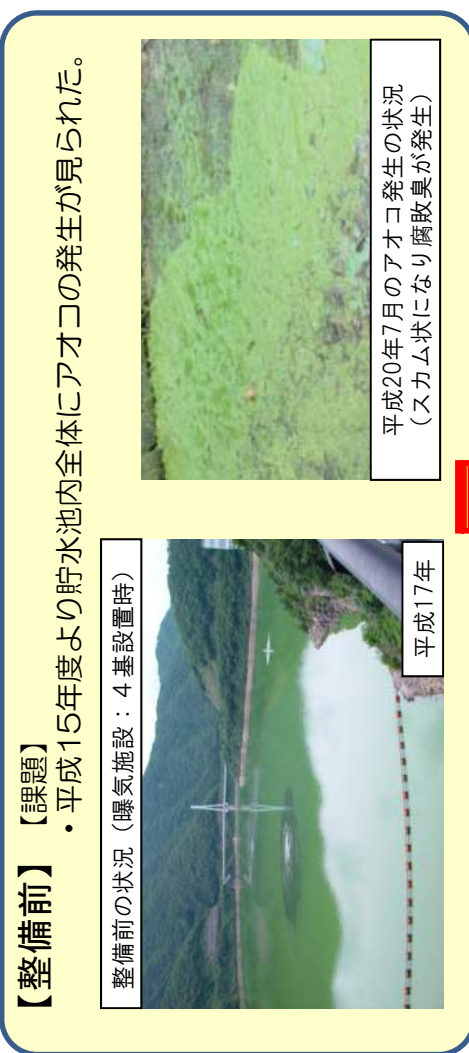 【整備前】
【課題】
・平成15年度より貯水池内全体にアオコの発生が見られた。
整備前の状況（曝気施設：４基設置時）
平成17年
平成20年7月のアオコ発生の状況
（スカム状になり腐敗臭が発生）